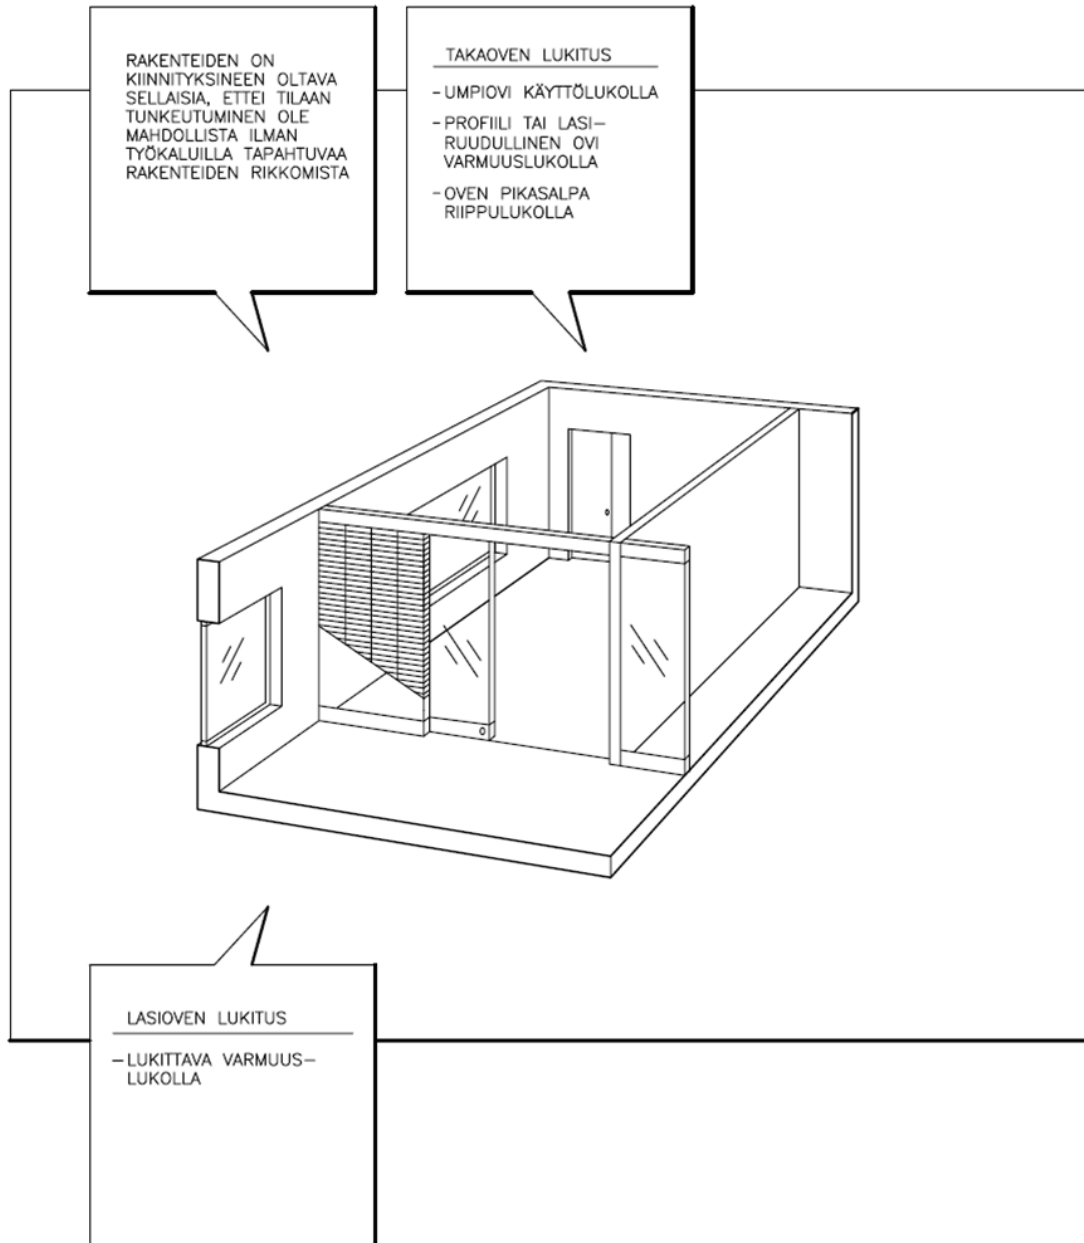 RAKENTEIDEN ON
KIINNITYKSINEEN OLTAVA
SELLAISIA, ETTEI TILAAN
TUNKEUTUMINEN OLE
MAHDOLLISTA ILMAN
TYÖKALUILLA TAPAHTUVAA
RAKENTEIDEN RIKKOMISTA
TAKAOVEN LUKITUS
- UMPIOVI KÄYTTÖLUKOLLA
- PROFIILI TAI LASI-
RUUDULLINEN OVI
VARMUUSLUKOLLA
- OVEN PIKASALPA
RIIPPULUKOLLA
LASIOVEN LUKITUS
- LUKITTAVA VARMUUS-
LUKOLLA